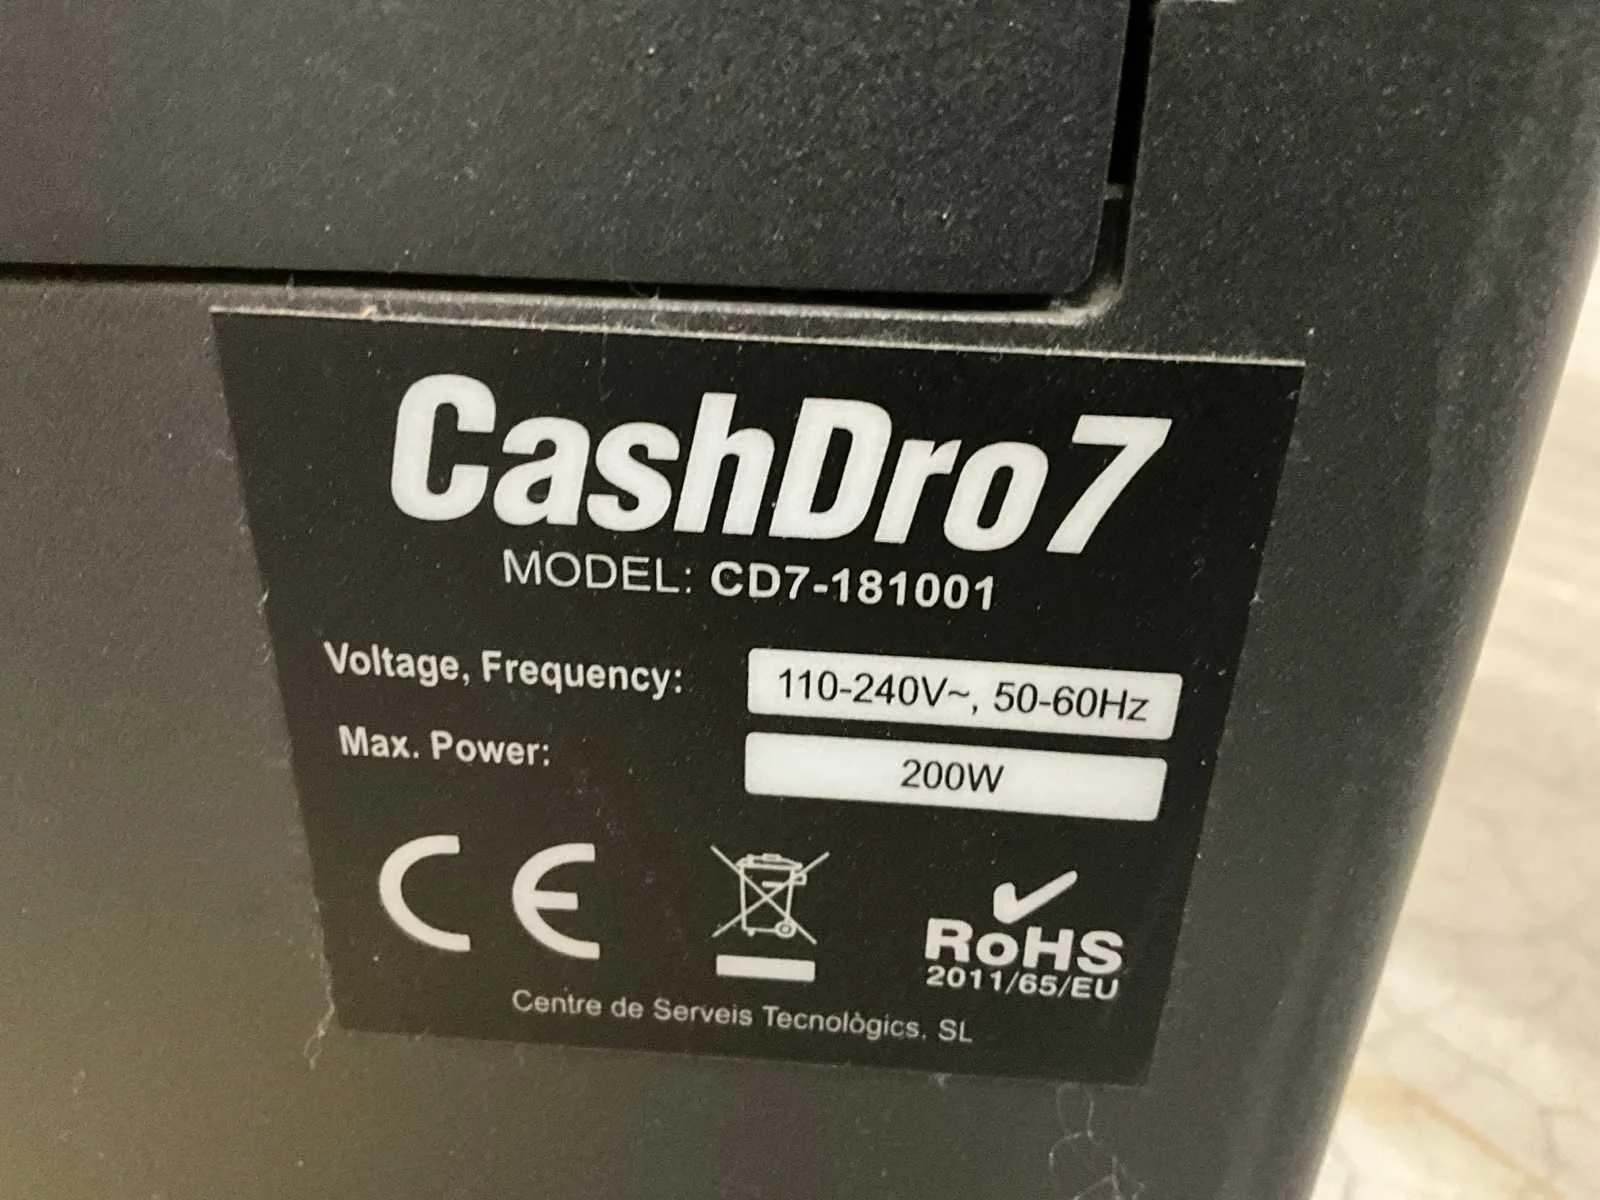 CashDro7
MODEL: CD7-181001
Voltage, Frequency: 110-240V~, 50-60Hz
Max. Power: 200W
CE
RoHS
2011/65/EU
Centre de Serveis Tecnològics, SL